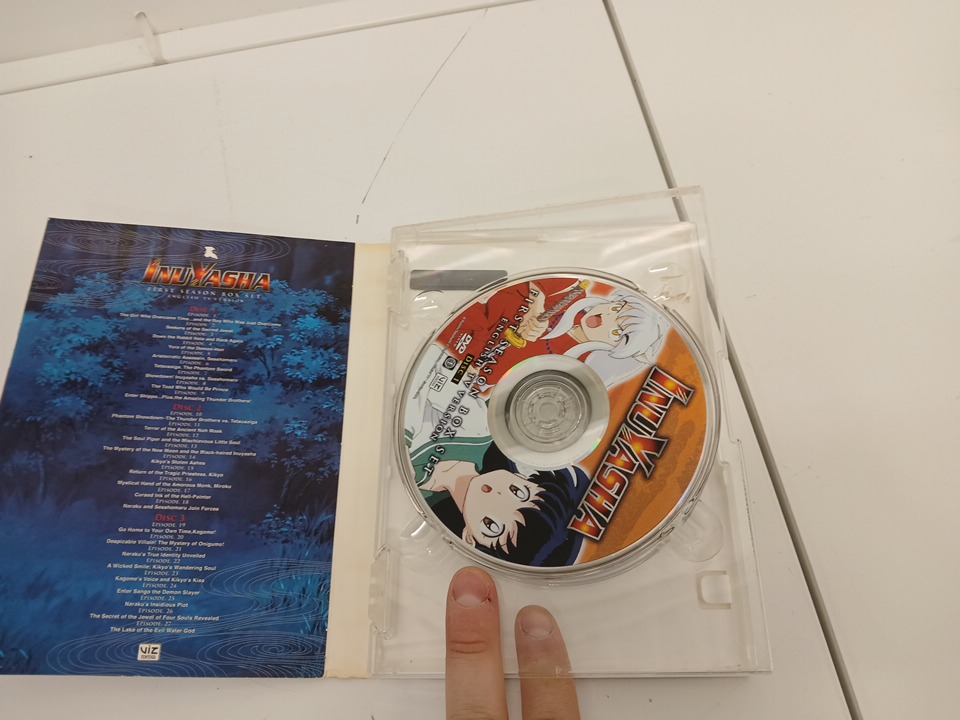 INUYASHA
FIRST SEASON BOX SET
ENGLISH TV VERSION
DISC 1
EPISODE 1
The Girl Who Overcame Time...and the Boy Who Was Just Overcome
EPISODE 2
Seekers of the Sacred Jewel
EPISODE 3
Down the Rabbit Hole and Back Again
EPISODE 4
Yura of the Demon-Hair
EPISODE 5
Aristocratic Assassin, Sesshomaru
EPISODE 6
Tetsusaiga, The Phantom Sword
EPISODE 7
Showdown! Inuyasha vs. Sesshomaru
EPISODE 8
The Toad Who Would Be Prince
EPISODE 9
Enter Shippo...Plus,the Amazing Thunder Brothers!
DISC 2
EPISODE 10
Phantom Showdown-The Thunder Brothers vs. Tetsusaiga
EPISODE 11
Terror of the Ancient Noh Mask
EPISODE 12
The Soul Piper and the Mischievous Little Soul
EPISODE 13
The Mystery of the New Moon and the Black-haired Inuyasha
EPISODE 14
Kikyo's Stolen Ashes
EPISODE 15
Return of the Tragic Priestess, Kikyo
EPISODE 16
Mystical Hand of the Amorous Monk, Miroku
EPISODE 17
Cursed Ink of the Hell-Painter
EPISODE 18
Naraku and Sesshomaru Join Forces
DISC 3
EPISODE 19
Go Home to Your Own Time,Kagome!
EPISODE 20
Despicable Villain! The Mystery of Onigumo!
EPISODE 21
Naraku's True Identity Unveiled
EPISODE 22
A Wicked Smile; Kikyo's Wandering Soul
EPISODE 23
Kagome's Voice and Kikyo's Kiss
EPISODE 24
Enter Sango the Demon Slayer
EPISODE 25
Naraku's Insidious Plot
EPISODE 26
The Secret of the Jewel of Four Souls Revealed
EPISODE 27
The Lake of the Evil Water God
VIZ
INUYASHA
FIRST SEASON BOX SET
ENGLISH TV VERSION
DISC 1
DVD
VIZ